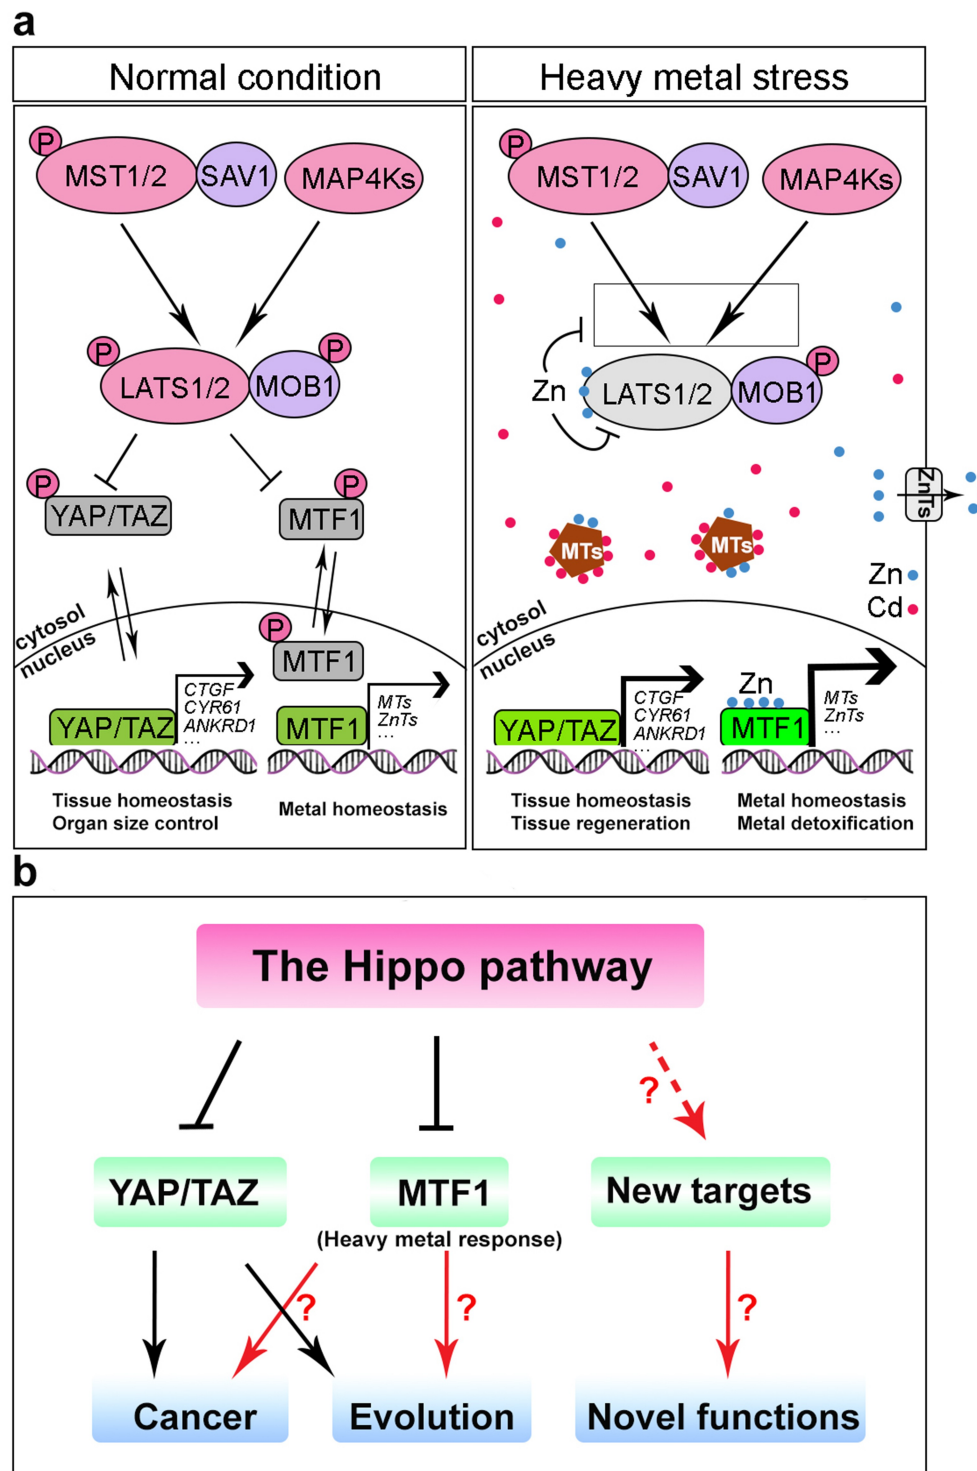 a
Normal condition
P
MST1/2
SAV1
MAP4Ks
P
LATS1/2
MOB1
P
P
YAP/TAZ
P
MTF1
cytosol
nucleus
P
MTF1
CTGF
CYR61
ANKRD1
...
YAP/TAZ
MTs
ZnTs
...
MTF1
Tissue homeostasis
Organ size control
Metal homeostasis
Heavy metal stress
P
MST1/2
SAV1
MAP4Ks
Zn
LATS1/2
MOB1
P
ZnTs
MTs
MTs
Zn
Cd
cytosol
nucleus
CTGF
CYR61
ANKRD1
...
YAP/TAZ
Zn
MTs
ZnTs
...
MTF1
Tissue homeostasis
Tissue regeneration
Metal homeostasis
Metal detoxification
b
The Hippo pathway
?
YAP/TAZ
MTF1
New targets
(Heavy metal response)
?
?
?
Cancer
Evolution
Novel functions